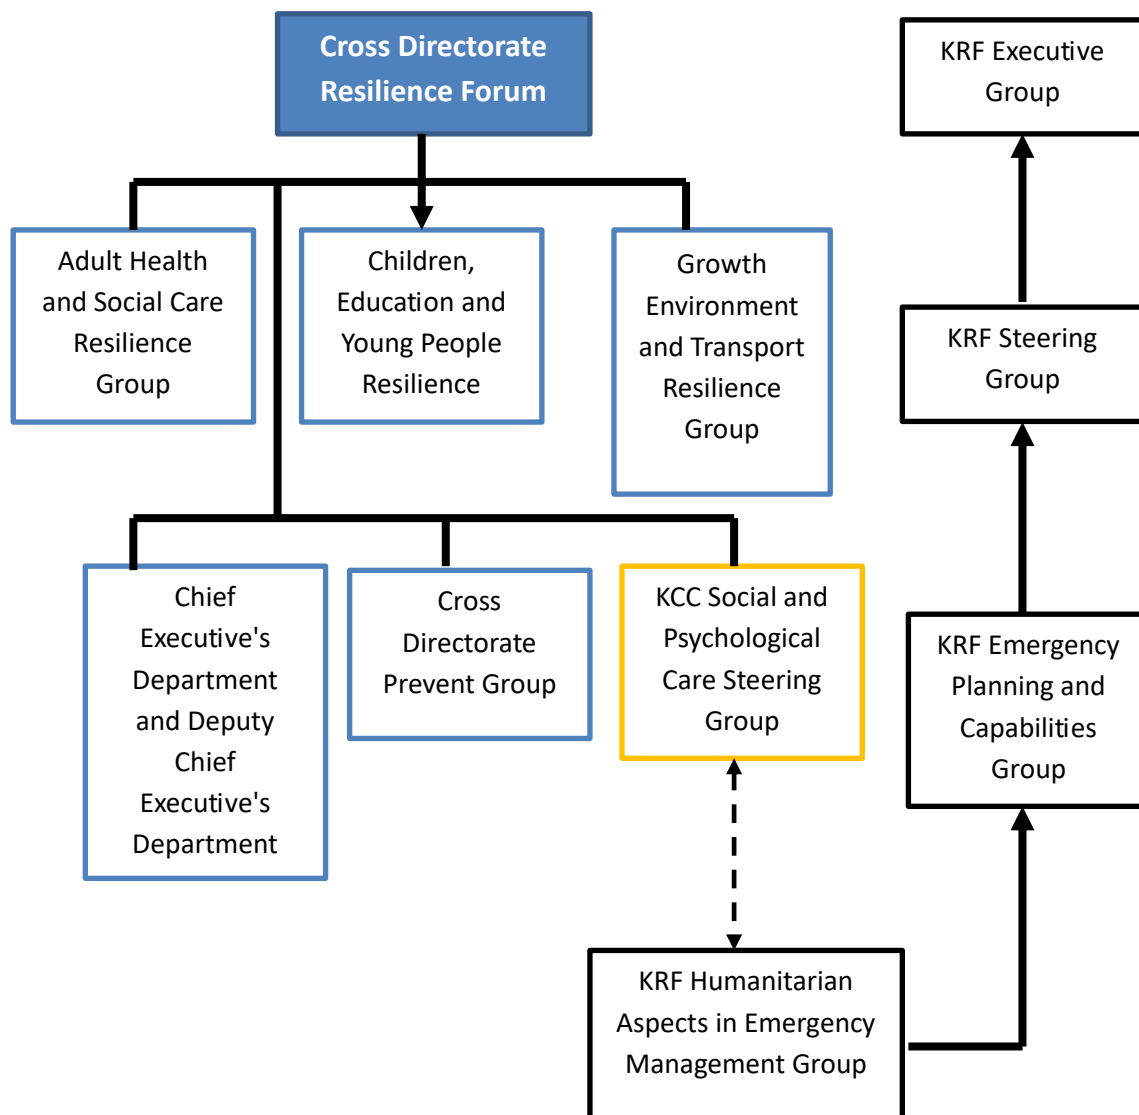 Cross Directorate
Resilience Forum
KRF Executive
Group
Adult Health
and Social Care
Resilience
Group
Children,
Education and
Young People
Resilience
Growth
Environment
and Transport
Resilience
Group
KRF Steering
Group
Chief
Executive's
Department
and Deputy
Chief
Executive's
Department
Cross
Directorate
Prevent Group
KCC Social and
Psychological
Care Steering
Group
KRF Emergency
Planning and
Capabilities
Group
KRF Humanitarian
Aspects in Emergency
Management Group